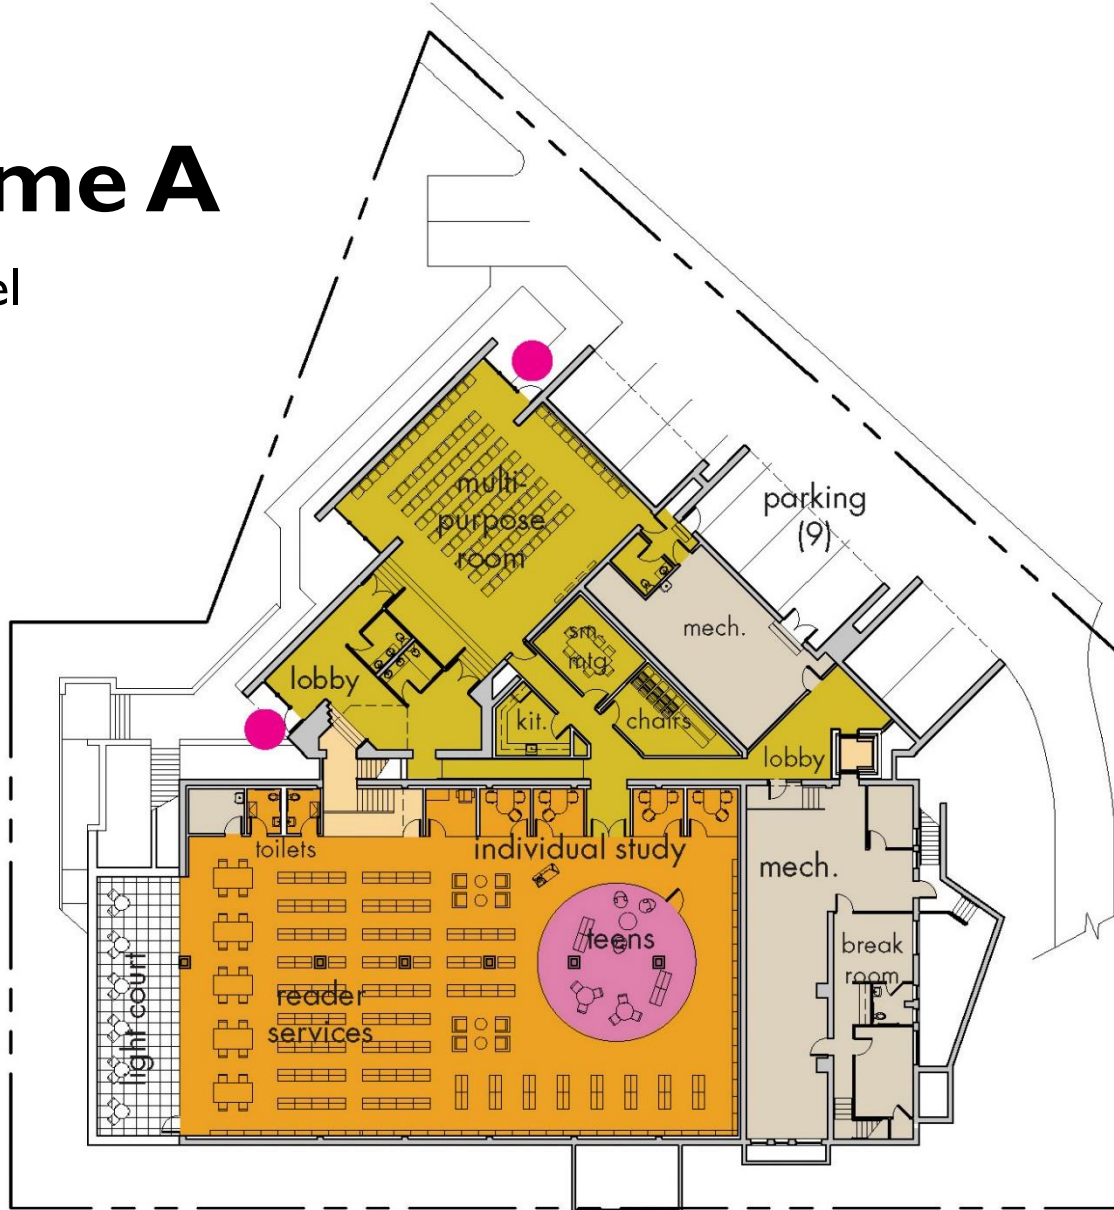 me A
el
multi-
purpose
room
parking
(9)
sm.
mtg
mech.
lobby
kit.
chairs
lobby
toilets
individual study
mech.
teens
break
room
reader
services
light court